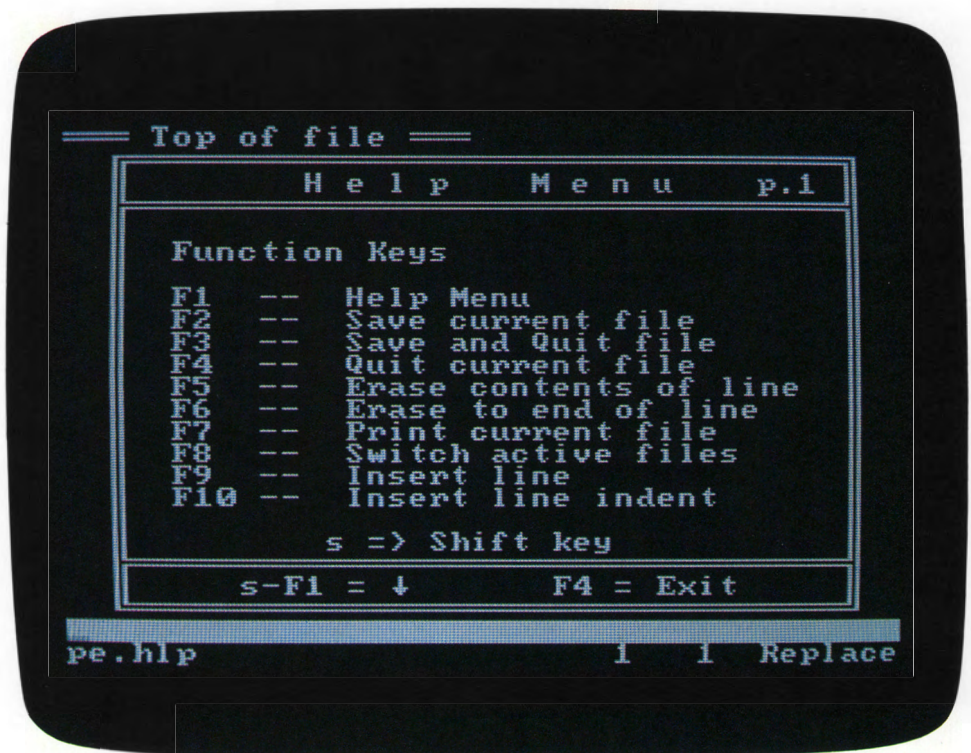 ═══ Top of file ═══
H e l p   M e n u   p.1
Function Keys
F1 -- Help Menu
F2 -- Save current file
F3 -- Save and Quit file
F4 -- Quit current file
F5 -- Erase contents of line
F6 -- Erase to end of line
F7 -- Print current file
F8 -- Switch active files
F9 -- Insert line
F10 -- Insert line indent
s => Shift key
s-F1 = ↓   F4 = Exit
pe.hlp   1   1   Replace